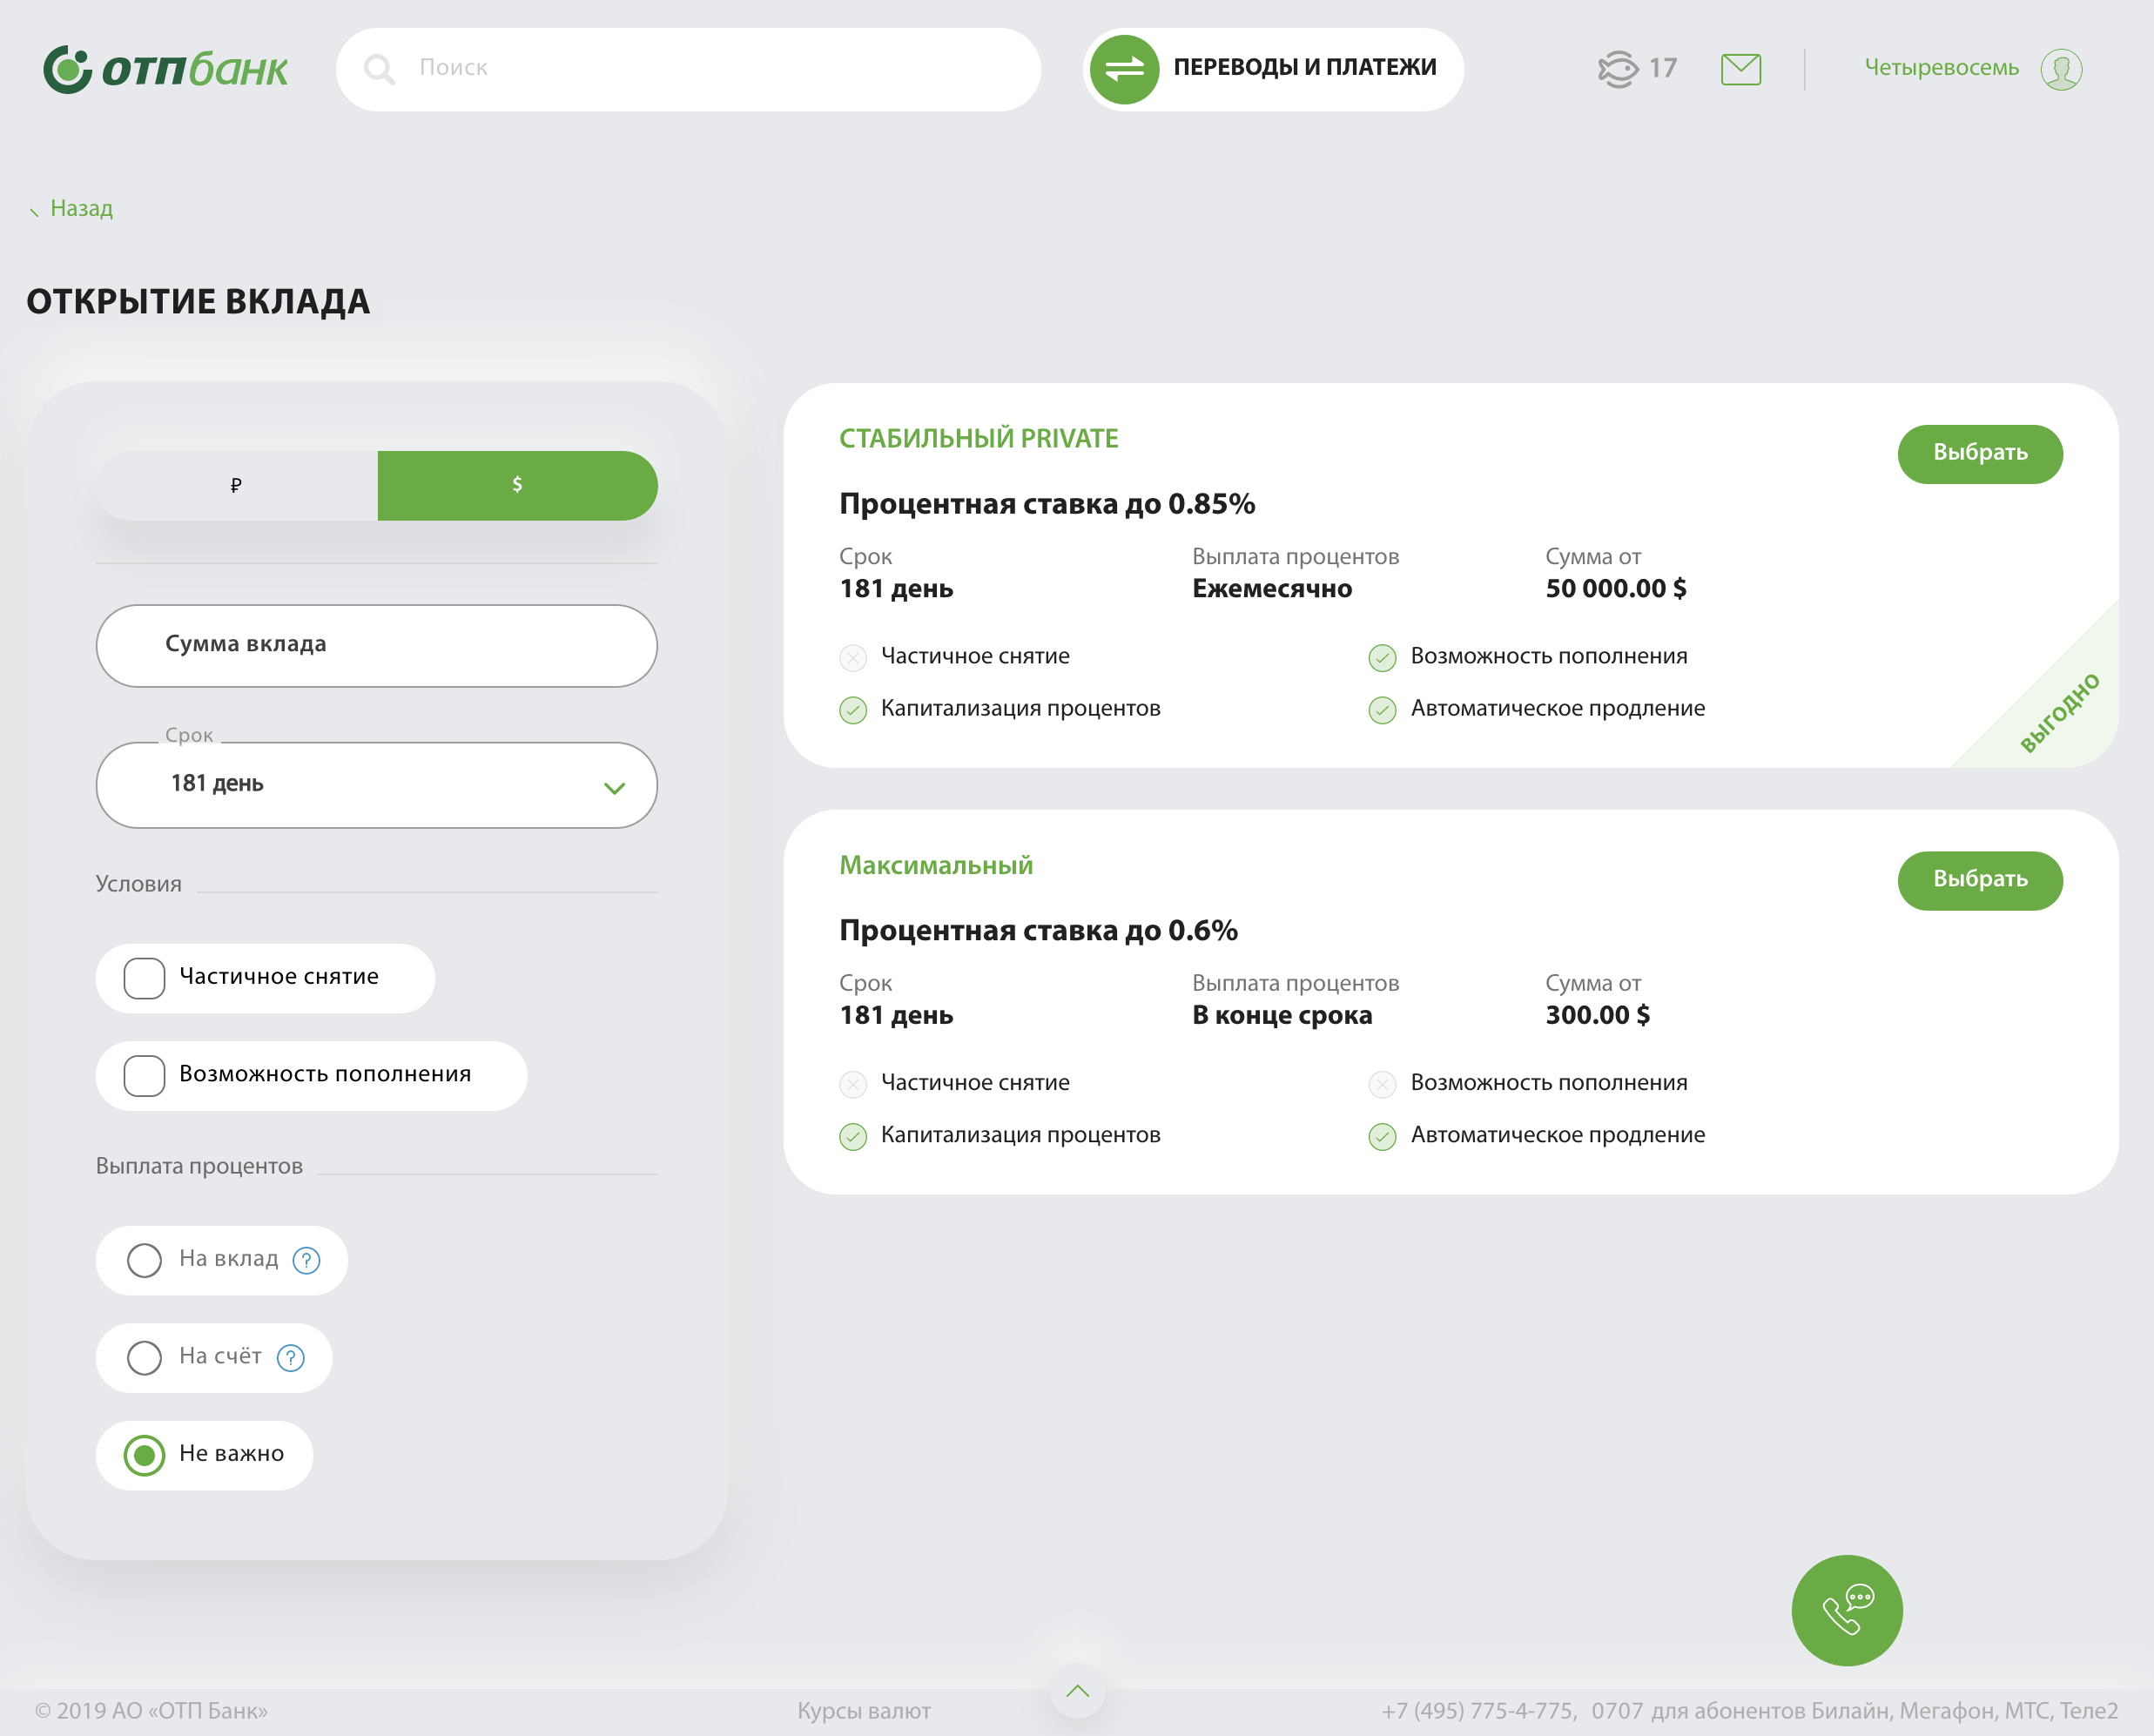 ОТПбанк
Поиск
ПЕРЕВОДЫ И ПЛАТЕЖИ
17
Четыревосемь
Назад
ОТКРЫТИЕ ВКЛАДА
₽
$
Сумма вклада
Срок
181 день
Условия
Частичное снятие
Возможность пополнения
Выплата процентов
На вклад ?
На счёт ?
Не важно
СТАБИЛЬНЫЙ PRIVATE
Выбрать
Процентная ставка до 0.85%
Срок Выплата процентов Сумма от
181 день Ежемесячно 50 000.00 $
Частичное снятие Возможность пополнения
Капитализация процентов Автоматическое продление
ВЫГОДНО
Максимальный
Выбрать
Процентная ставка до 0.6%
Срок Выплата процентов Сумма от
181 день В конце срока 300.00 $
Частичное снятие Возможность пополнения
Капитализация процентов Автоматическое продление
© 2019 АО «ОТП Банк»
Курсы валют
+7 (495) 775-4-775, 0707 для абонентов Билайн, Мегафон, МТС, Теле2